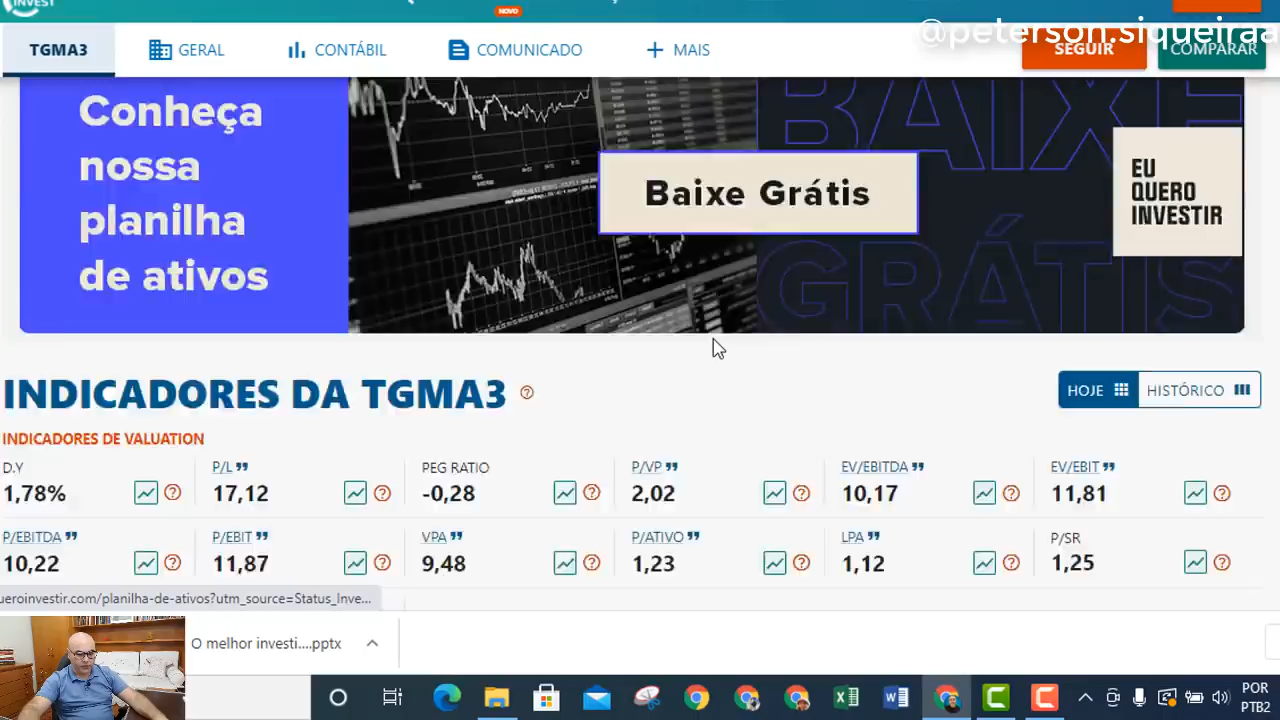 INVEST
NOVO
@peterson.siqueiraa
TGMA3
GERAL
CONTÁBIL
COMUNICADO
MAIS
SEGUIR
COMPARAR
Conheça
nossa
planilha
de ativos
Baixe Grátis
BAIXE
GRÁTIS
EU
QUERO
INVESTIR
INDICADORES DA TGMA3
HOJE
HISTÓRICO
INDICADORES DE VALUATION
D.Y P/L PEG RATIO P/VP EV/EBITDA EV/EBIT
1,78% 17,12 -0,28 2,02 10,17 11,81
P/EBITDA P/EBIT VPA P/ATIVO LPA P/SR
10,22 11,87 9,48 1,23 1,12 1,25
ueroinvestir.com/planilha-de-ativos?utm_source=Status_Inve...
O melhor investi....pptx
POR
PTB2